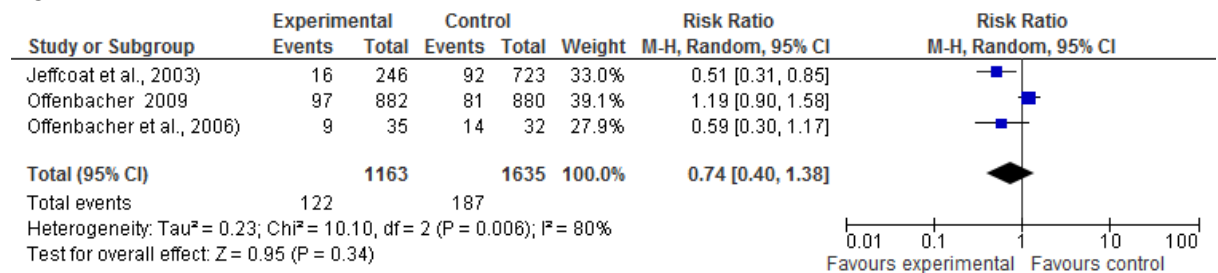 Experimental Control Risk Ratio Risk Ratio
Study or Subgroup Events Total Events Total Weight M-H, Random, 95% CI M-H, Random, 95% CI
Jeffcoat et al., 2003) 16 246 92 723 33.0% 0.51 [0.31, 0.85]
Offenbacher 2009 97 882 81 880 39.1% 1.19 [0.90, 1.58]
Offenbacher et al., 2006) 9 35 14 32 27.9% 0.59 [0.30, 1.17]
Total (95% CI) 1163 1635 100.0% 0.74 [0.40, 1.38]
Total events 122 187
Heterogeneity: Tau² = 0.23; Chi² = 10.10, df = 2 (P = 0.006); I² = 80%
Test for overall effect: Z = 0.95 (P = 0.34)
0.01 0.1 1 10 100
Favours experimental Favours control